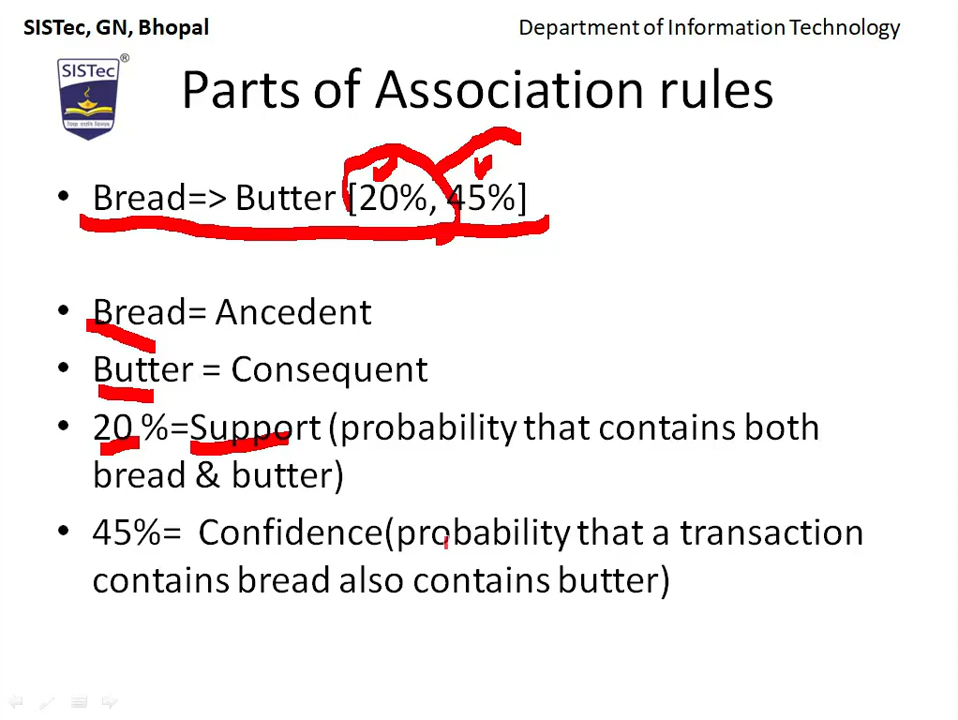 SISTec, GN, Bhopal
Department of Information Technology
SISTec
®
Parts of Association rules
• Bread=> Butter [20%, 45%]
• Bread= Ancedent
• Butter = Consequent
• 20 %=Support (probability that contains both
bread & butter)
• 45%= Confidence(probability that a transaction
contains bread also contains butter)